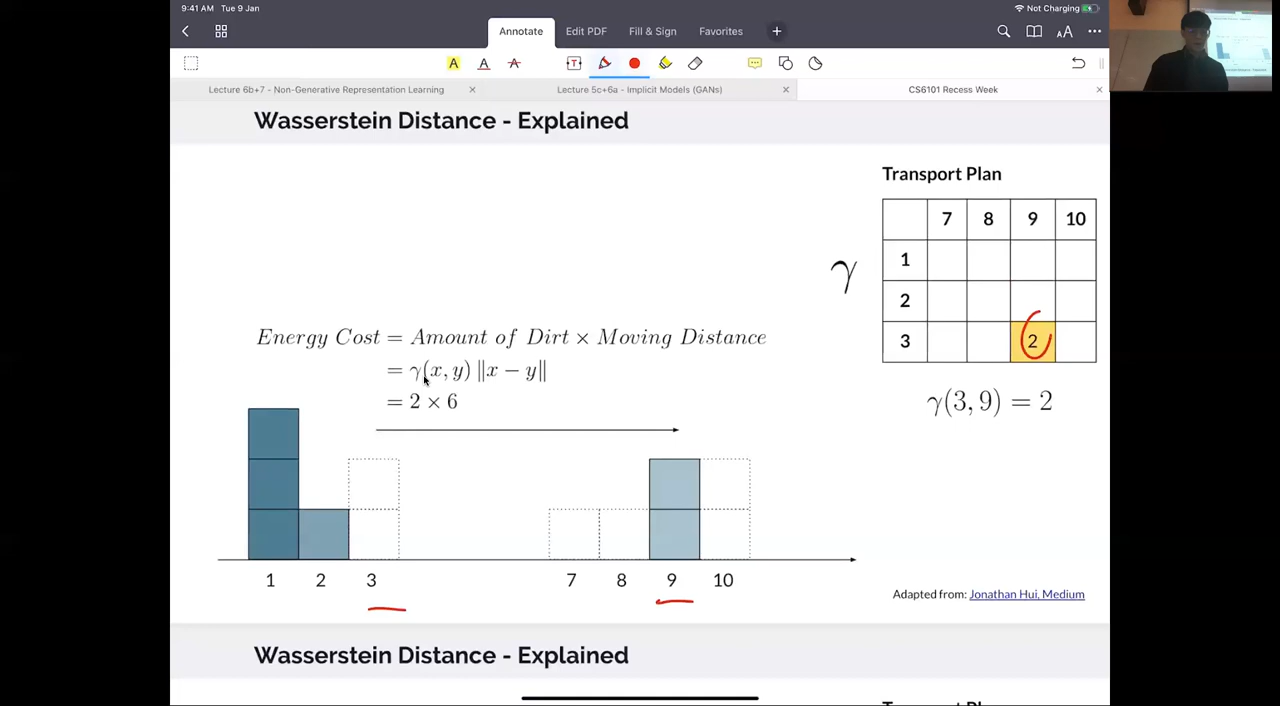 9:41 AM Tue 9 Jan
Not Charging
Annotate Edit PDF Fill & Sign Favorites +
Lecture 6b+7 - Non-Generative Representation Learning
Lecture 5c+6a - Implicit Models (GANs)
CS6101 Recess Week
Wasserstein Distance - Explained
Transport Plan
7 8 9 10
1
2
3 2
γ
γ(3, 9) = 2
Energy Cost = Amount of Dirt × Moving Distance
= γ(x, y) ‖x − y‖
= 2 × 6
1 2 3 7 8 9 10
Adapted from: Jonathan Hui, Medium
Wasserstein Distance - Explained